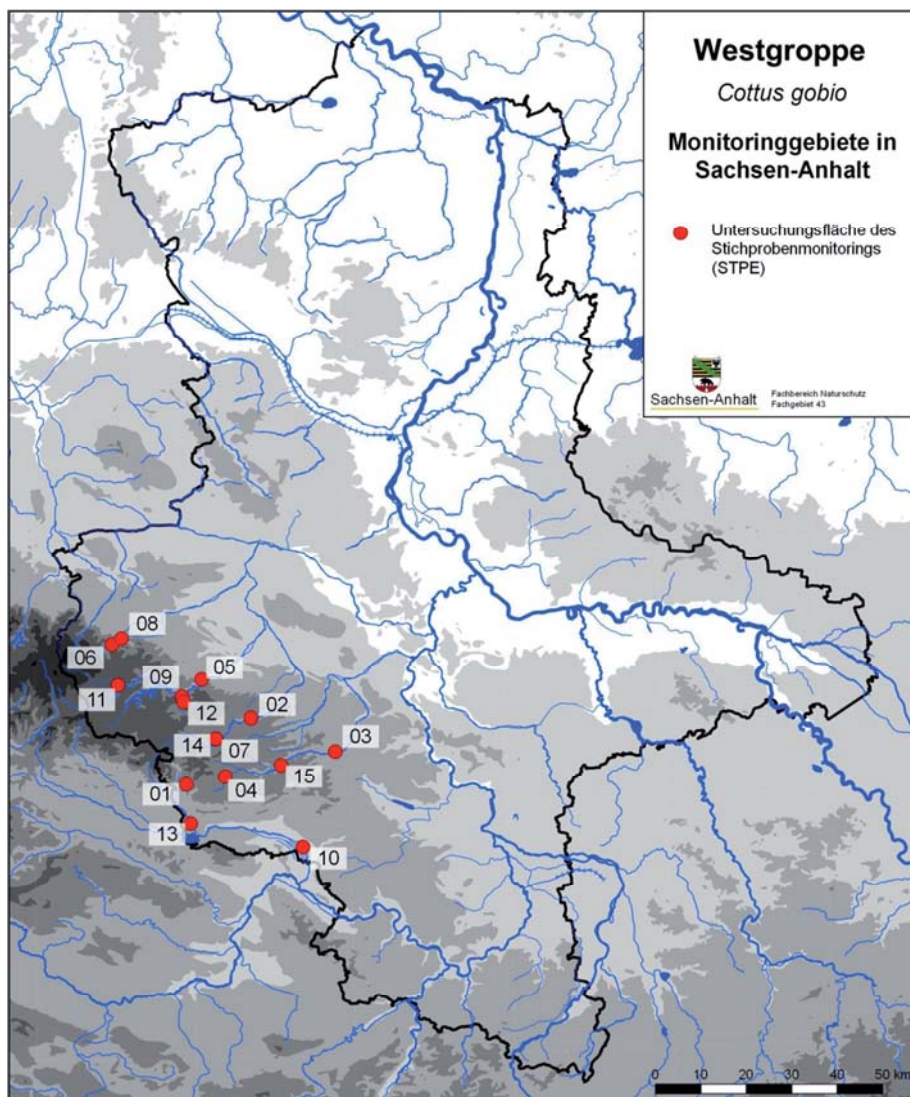 Westgroppe
Cottus gobio
Monitoringgebiete in
Sachsen-Anhalt
Untersuchungsfläche des
Stichprobenmonitorings
(STPE)
Sachsen-Anhalt
Fachbereich Naturschutz
Fachgebiet 43
08
06
05
09
11
12
02
14
07
03
15
04
01
13
10
0 10 20 30 40 50 km